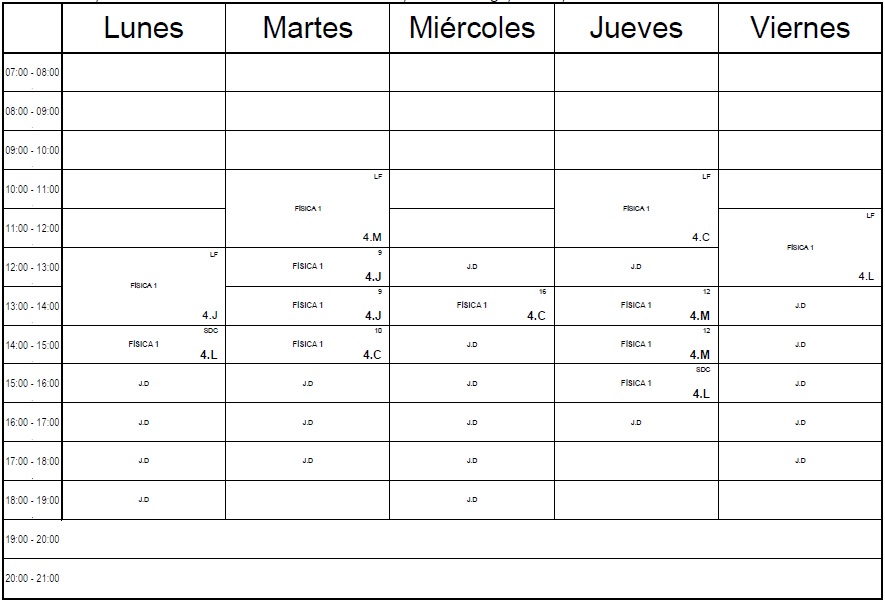 Lunes Martes Miércoles Jueves Viernes
07:00 - 08:00
08:00 - 09:00
09:00 - 10:00
10:00 - 11:00
LF
FÍSICA 1
4.M
LF
FÍSICA 1
4.C
11:00 - 12:00
LF
FÍSICA 1
4.L
12:00 - 13:00
LF
FÍSICA 1
4.J
9
FÍSICA 1
4.J
J.D
J.D
13:00 - 14:00
9
FÍSICA 1
4.J
16
FÍSICA 1
4.C
12
FÍSICA 1
4.M
J.D
14:00 - 15:00
SDC
FÍSICA 1
4.L
FÍSICA 1
4.C
J.D
12
FÍSICA 1
4.M
J.D
15:00 - 16:00
J.D
J.D
J.D
SDC
FÍSICA 1
4.L
J.D
16:00 - 17:00
J.D
J.D
J.D
J.D
J.D
17:00 - 18:00
J.D
J.D
J.D
J.D
18:00 - 19:00
J.D
J.D
19:00 - 20:00
20:00 - 21:00